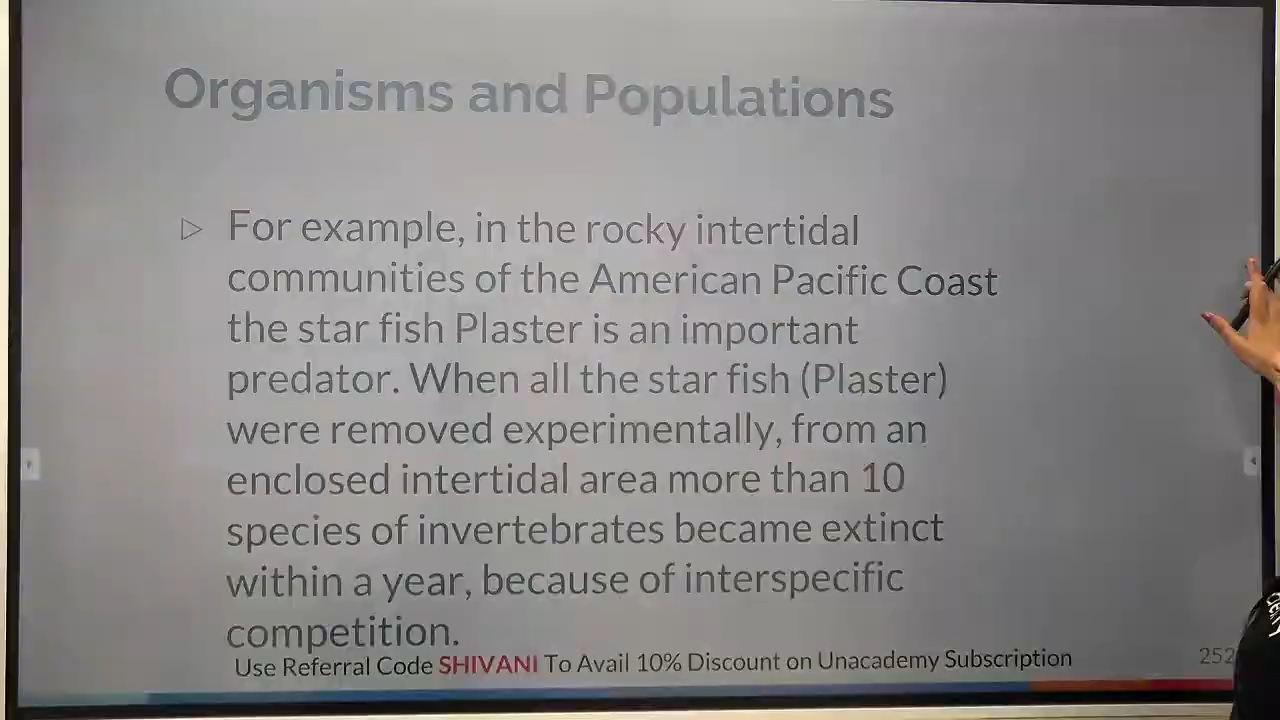 Organisms and Populations
For example, in the rocky intertidal
communities of the American Pacific Coast
the star fish Plaster is an important
predator. When all the star fish (Plaster)
were removed experimentally, from an
enclosed intertidal area more than 10
species of invertebrates became extinct
within a year, because of interspecific
competition.
Use Referral Code SHIVANI To Avail 10% Discount on Unacademy Subscription
252